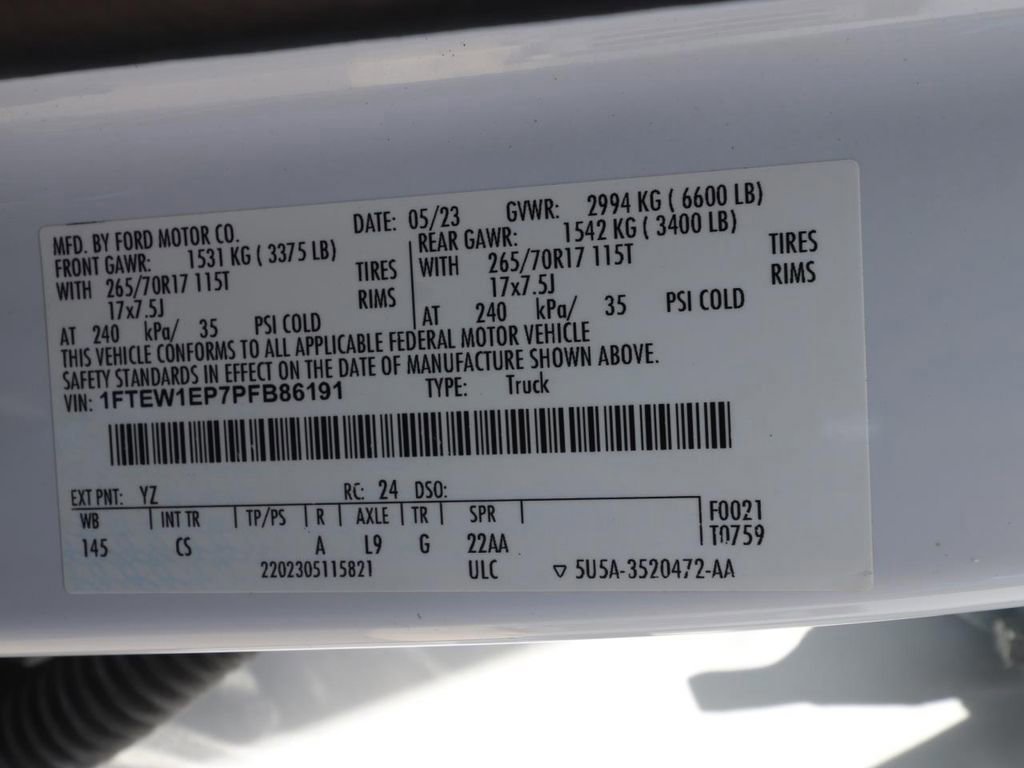 MFD. BY FORD MOTOR CO. DATE: 05/23 GVWR: 2994 KG ( 6600 LB)
FRONT GAWR: 1531 KG ( 3375 LB) REAR GAWR: 1542 KG ( 3400 LB)
WITH 265/70R17 115T TIRES WITH 265/70R17 115T TIRES
17x7.5J RIMS 17x7.5J RIMS
AT 240 kPa/ 35 PSI COLD AT 240 kPa/ 35 PSI COLD
THIS VEHICLE CONFORMS TO ALL APPLICABLE FEDERAL MOTOR VEHICLE
SAFETY STANDARDS IN EFFECT ON THE DATE OF MANUFACTURE SHOWN ABOVE.
VIN: 1FTEW1EP7PFB86191 TYPE: Truck
EXT PNT: YZ RC: 24 DSO:
WB INT TR TP/PS R AXLE TR SPR F0021
145 CS A L9 G 22AA T0759
2202305115821 ULC ▽ 5U5A-3520472-AA